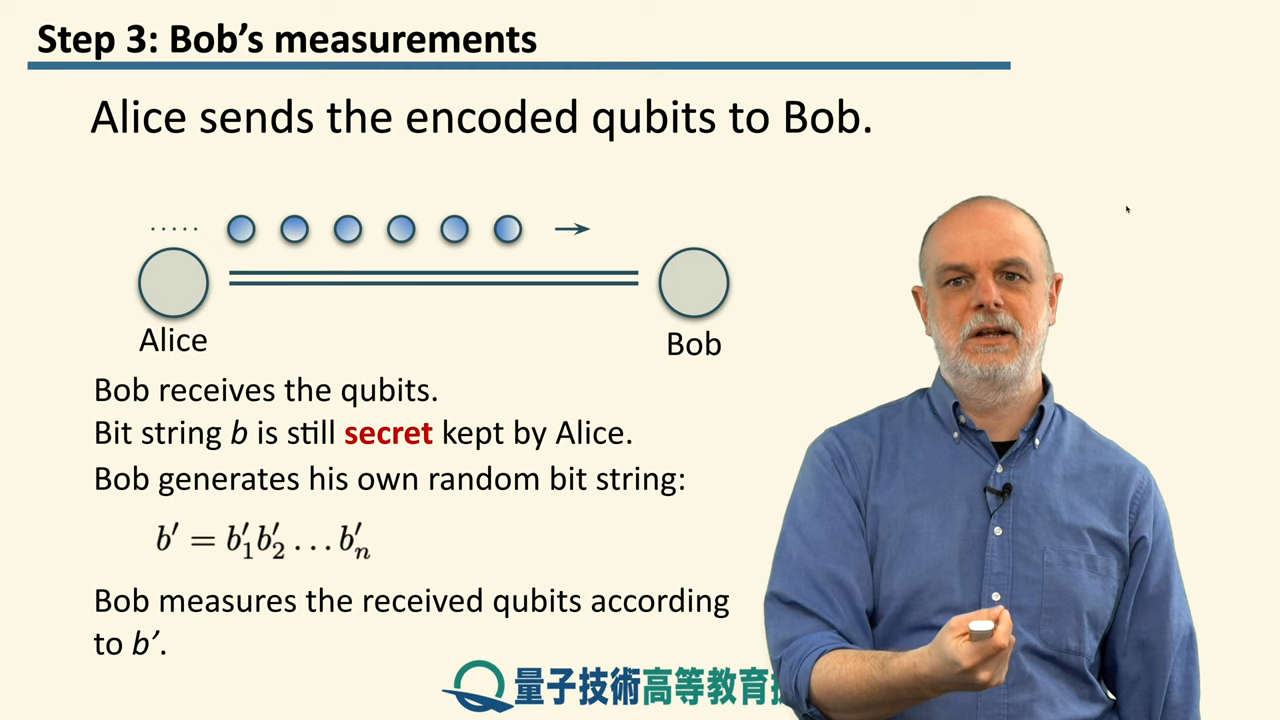 Step 3: Bob’s measurements
Alice sends the encoded qubits to Bob.
Alice
Bob
Bob receives the qubits.
Bit string b is still secret kept by Alice.
Bob generates his own random bit string:
b′ = b′₁b′₂ . . . b′ₙ
Bob measures the received qubits according
to b’.
量子技術高等教育